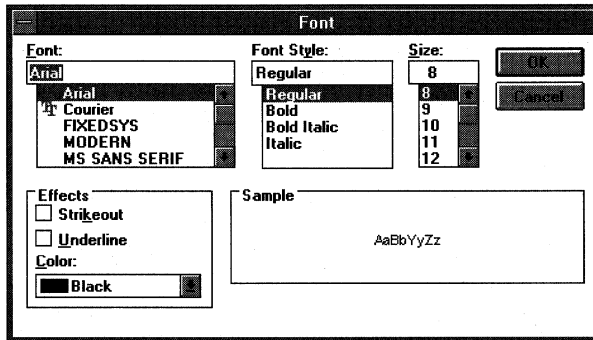 Font
Font:
Arial
Arial
Courier
FIXEDSYS
MODERN
MS SANS SERIF
Font Style:
Regular
Regular
Bold
Bold Italic
Italic
Size:
8
8
9
10
11
12
OK
Cancel
Effects
Strikeout
Underline
Color:
Black
Sample
AaBbYyZz